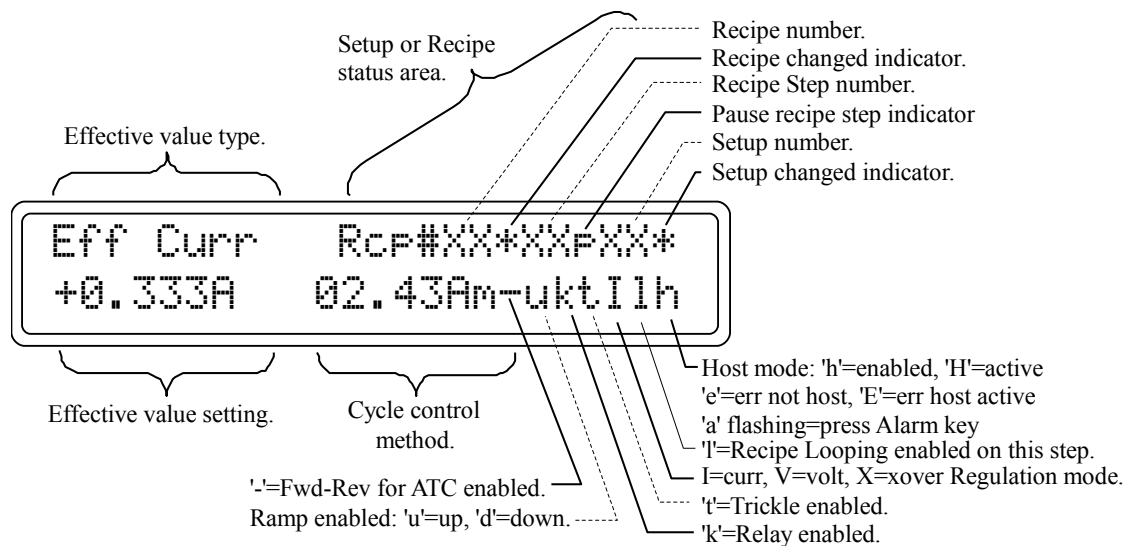 Setup or Recipe
status area.
Recipe number.
Recipe changed indicator.
Recipe Step number.
Pause recipe step indicator
Setup number.
Setup changed indicator.
Effective value type.
Eff Curr Rcp#XX*XXpXX*
+0.333A 02.43Am-uktIlh
Effective value setting.
Cycle control
method.
Host mode: 'h'=enabled, 'H'=active
'e'=err not host, 'E'=err host active
'a' flashing=press Alarm key
'l'=Recipe Looping enabled on this step.
I=curr, V=volt, X=xover Regulation mode.
't'=Trickle enabled.
'k'=Relay enabled.
'-'=Fwd-Rev for ATC enabled.
Ramp enabled: 'u'=up, 'd'=down.